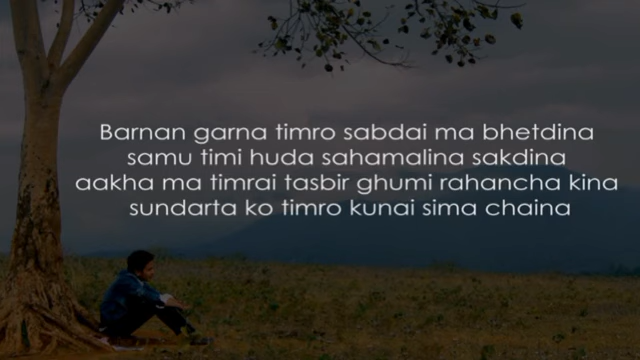 Barnan garna timro sabdai ma bhetdina
samu timi huda sahamalina sakdina
aakha ma timrai tasbir ghumi rahancha kina
sundarta ko timro kunai sima chaina